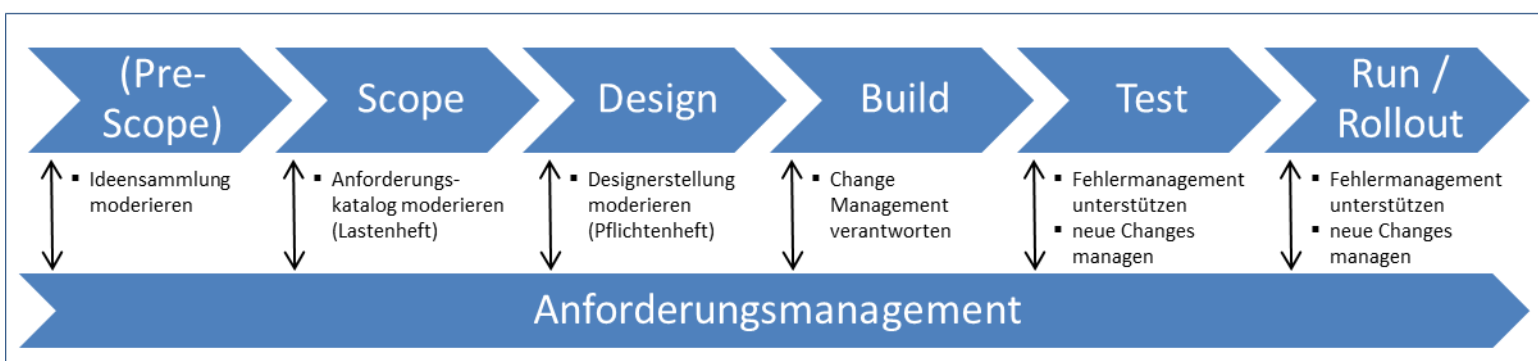 (Pre-
Scope)
Scope
Design
Build
Test
Run /
Rollout
▪ Ideensammlung
moderieren
▪ Anforderungs-
katalog moderieren
(Lastenheft)
▪ Designerstellung
moderieren
(Pflichtenheft)
▪ Change
Management
verantworten
▪ Fehlermanagement
unterstützen
▪ neue Changes
managen
▪ Fehlermanagement
unterstützen
▪ neue Changes
managen
Anforderungsmanagement